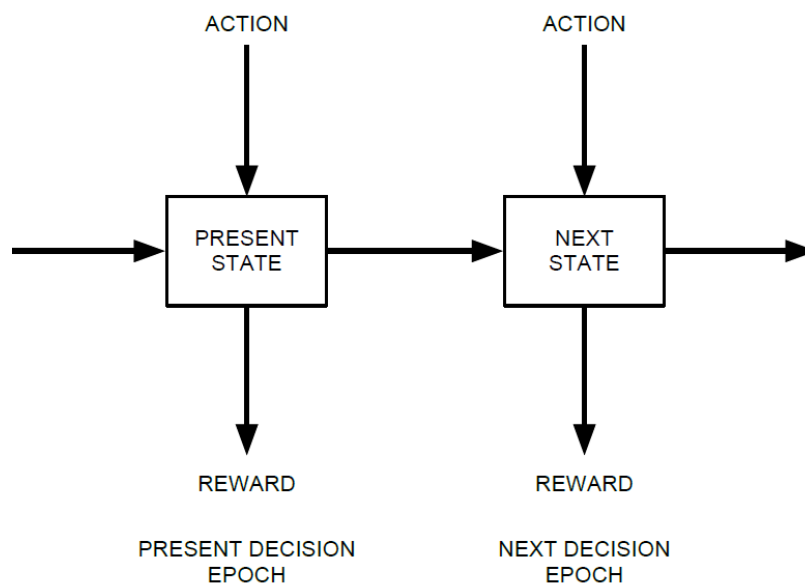 ACTION
ACTION
PRESENT
STATE
NEXT
STATE
REWARD
REWARD
PRESENT DECISION
EPOCH
NEXT DECISION
EPOCH